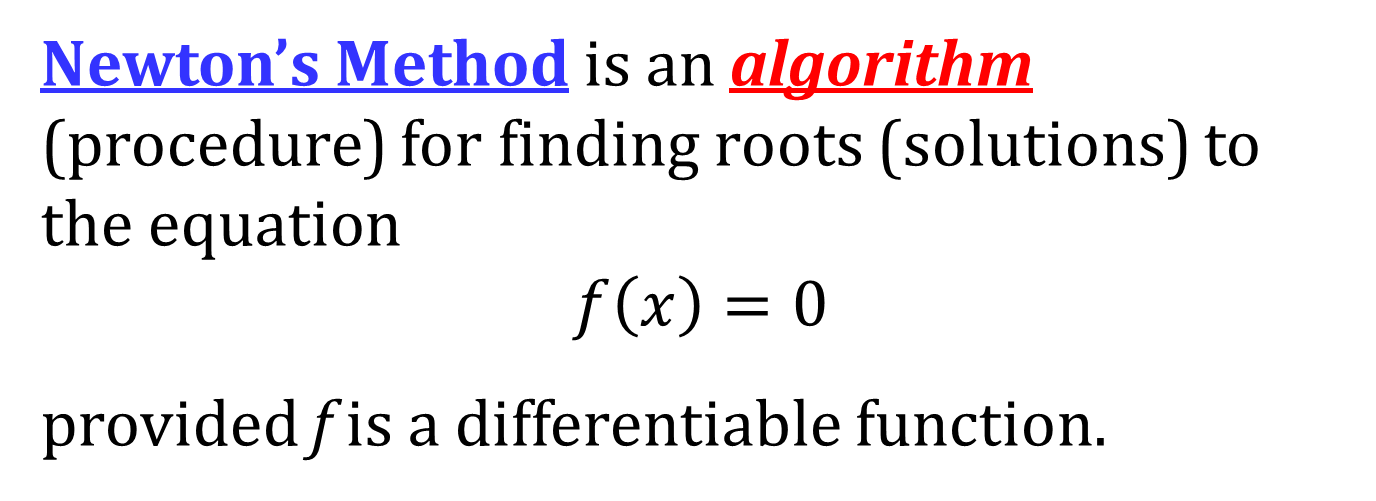 Newton’s Method is an algorithm
(procedure) for finding roots (solutions) to
the equation
f(x) = 0
provided f is a differentiable function.